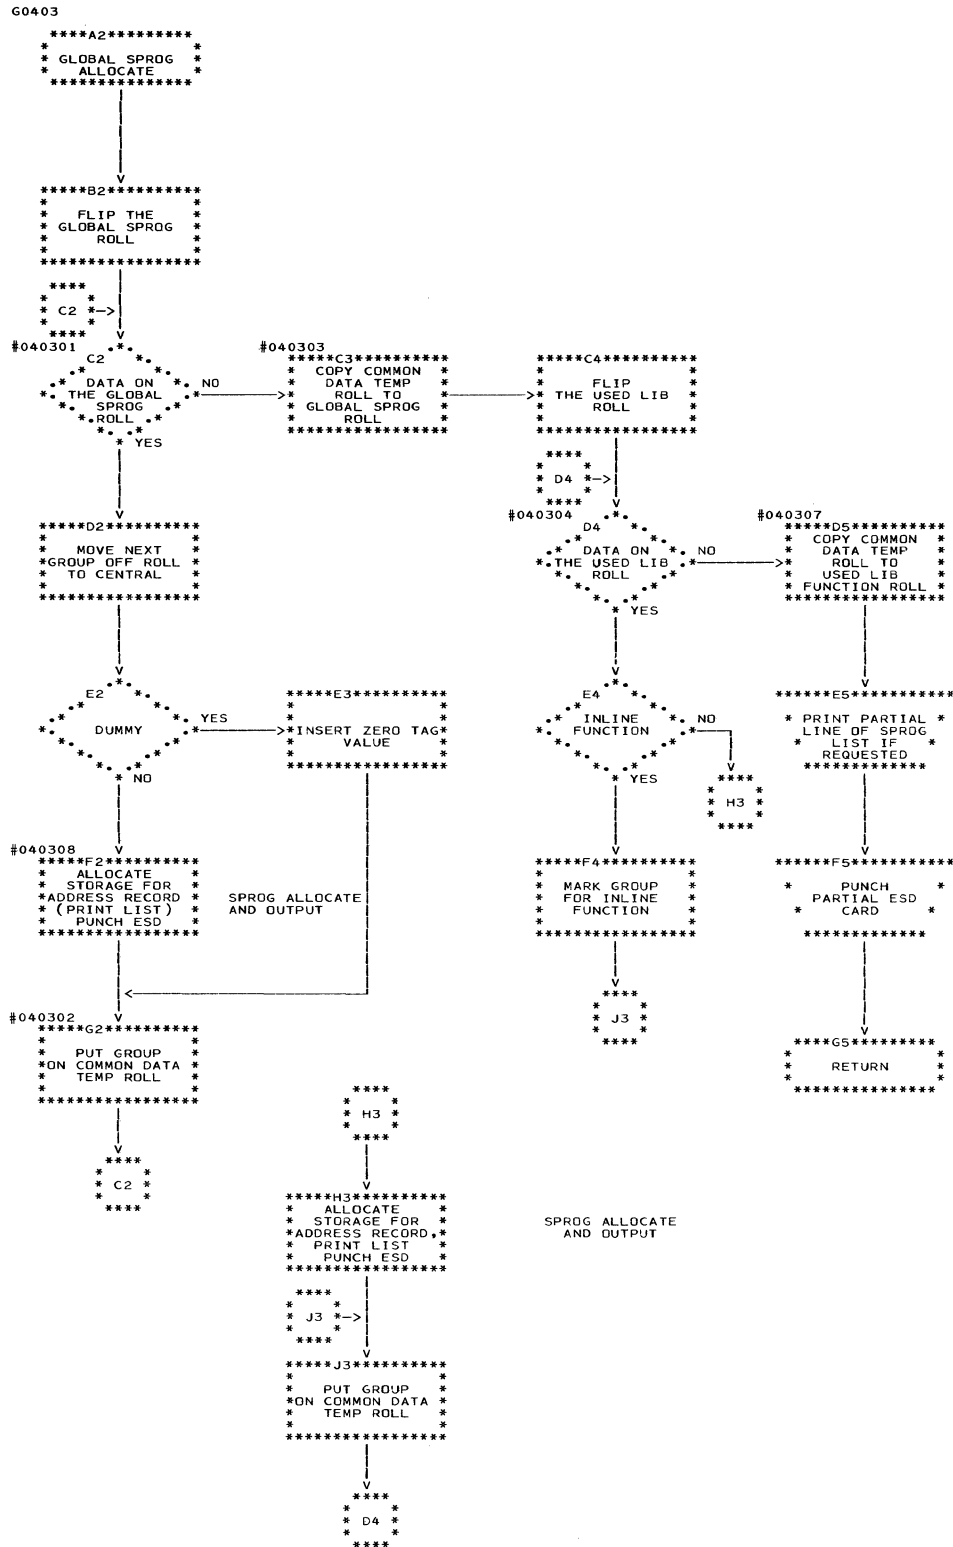 G0403
A2
GLOBAL SPROG
ALLOCATE
B2
FLIP THE
GLOBAL SPROG
ROLL
C2
#040301
C2
DATA ON
THE GLOBAL
SPROG
ROLL
NO
YES
#040303
C3
COPY COMMON
DATA TEMP
ROLL TO
GLOBAL SPROG
ROLL
C4
FLIP
THE USED LIB
ROLL
D4
D2
MOVE NEXT
GROUP OFF ROLL
TO CENTRAL
#040304
D4
DATA ON
THE USED LIB
ROLL
NO
YES
#040307
D5
COPY COMMON
DATA TEMP
ROLL TO
USED LIB
FUNCTION ROLL
E2
DUMMY
YES
NO
E3
INSERT ZERO TAG
VALUE
E4
INLINE
FUNCTION
NO
YES
H3
E5
PRINT PARTIAL
LINE OF SPROG
LIST IF
REQUESTED
#040308
F2
ALLOCATE
STORAGE FOR
ADDRESS RECORD
(PRINT LIST)
PUNCH ESD
SPROG ALLOCATE
AND OUTPUT
F4
MARK GROUP
FOR INLINE
FUNCTION
F5
PUNCH
PARTIAL ESD
CARD
J3
#040302
G2
PUT GROUP
ON COMMON DATA
TEMP ROLL
G5
RETURN
C2
H3
H3
ALLOCATE
STORAGE FOR
ADDRESS RECORD,
PRINT LIST
PUNCH ESD
SPROG ALLOCATE
AND OUTPUT
J3
J3
PUT GROUP
ON COMMON DATA
TEMP ROLL
D4